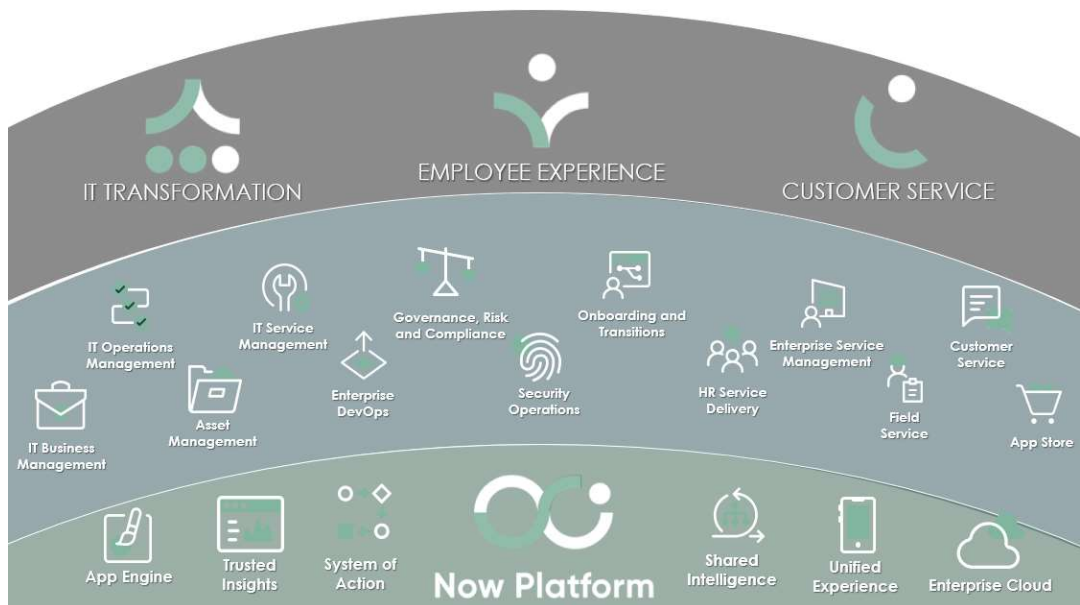 IT TRANSFORMATION
EMPLOYEE EXPERIENCE
CUSTOMER SERVICE
IT Operations
Management
IT Service
Management
Governance, Risk
and Compliance
Onboarding and
Transitions
Enterprise Service
Management
Customer
Service
IT Business
Management
Asset
Management
Enterprise
DevOps
Security
Operations
HR Service
Delivery
Field
Service
App Store
App Engine
Trusted
Insights
System of
Action
Now Platform
Shared
Intelligence
Unified
Experience
Enterprise Cloud